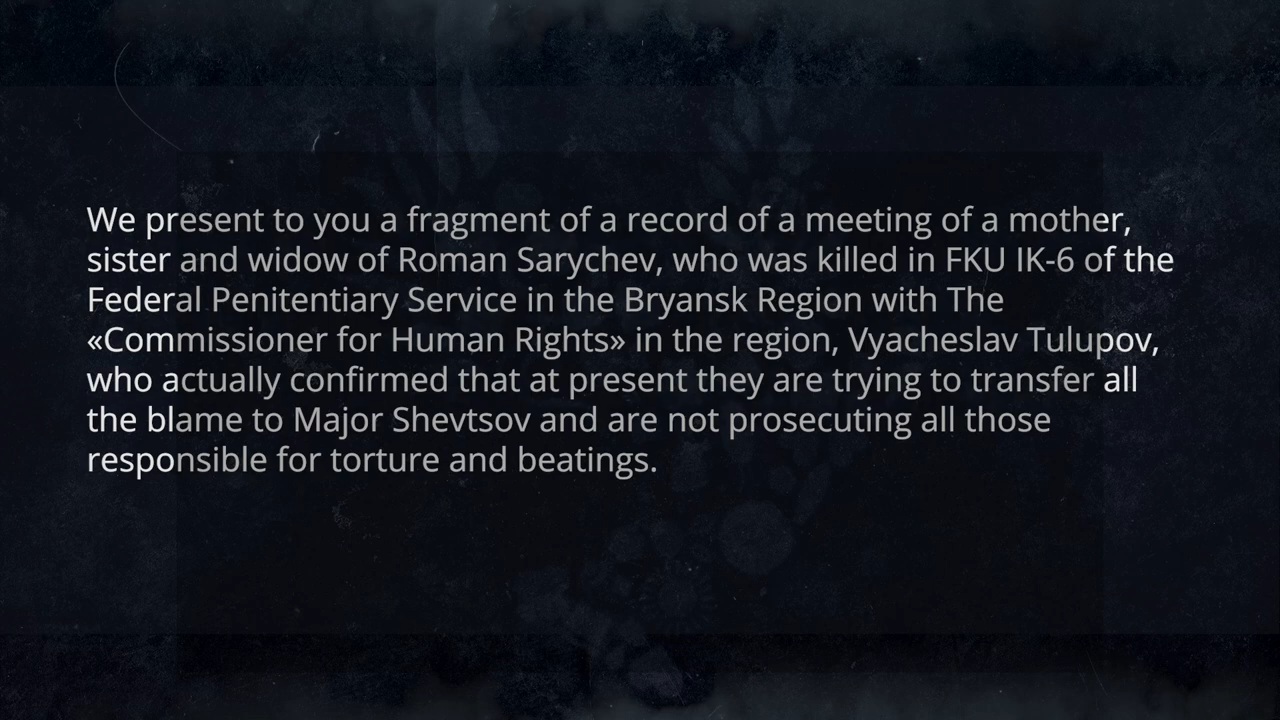 We present to you a fragment of a record of a meeting of a mother,
sister and widow of Roman Sarychev, who was killed in FKU IK-6 of the
Federal Penitentiary Service in the Bryansk Region with The
«Commissioner for Human Rights» in the region, Vyacheslav Tulupov,
who actually confirmed that at present they are trying to transfer all
the blame to Major Shevtsov and are not prosecuting all those
responsible for torture and beatings.